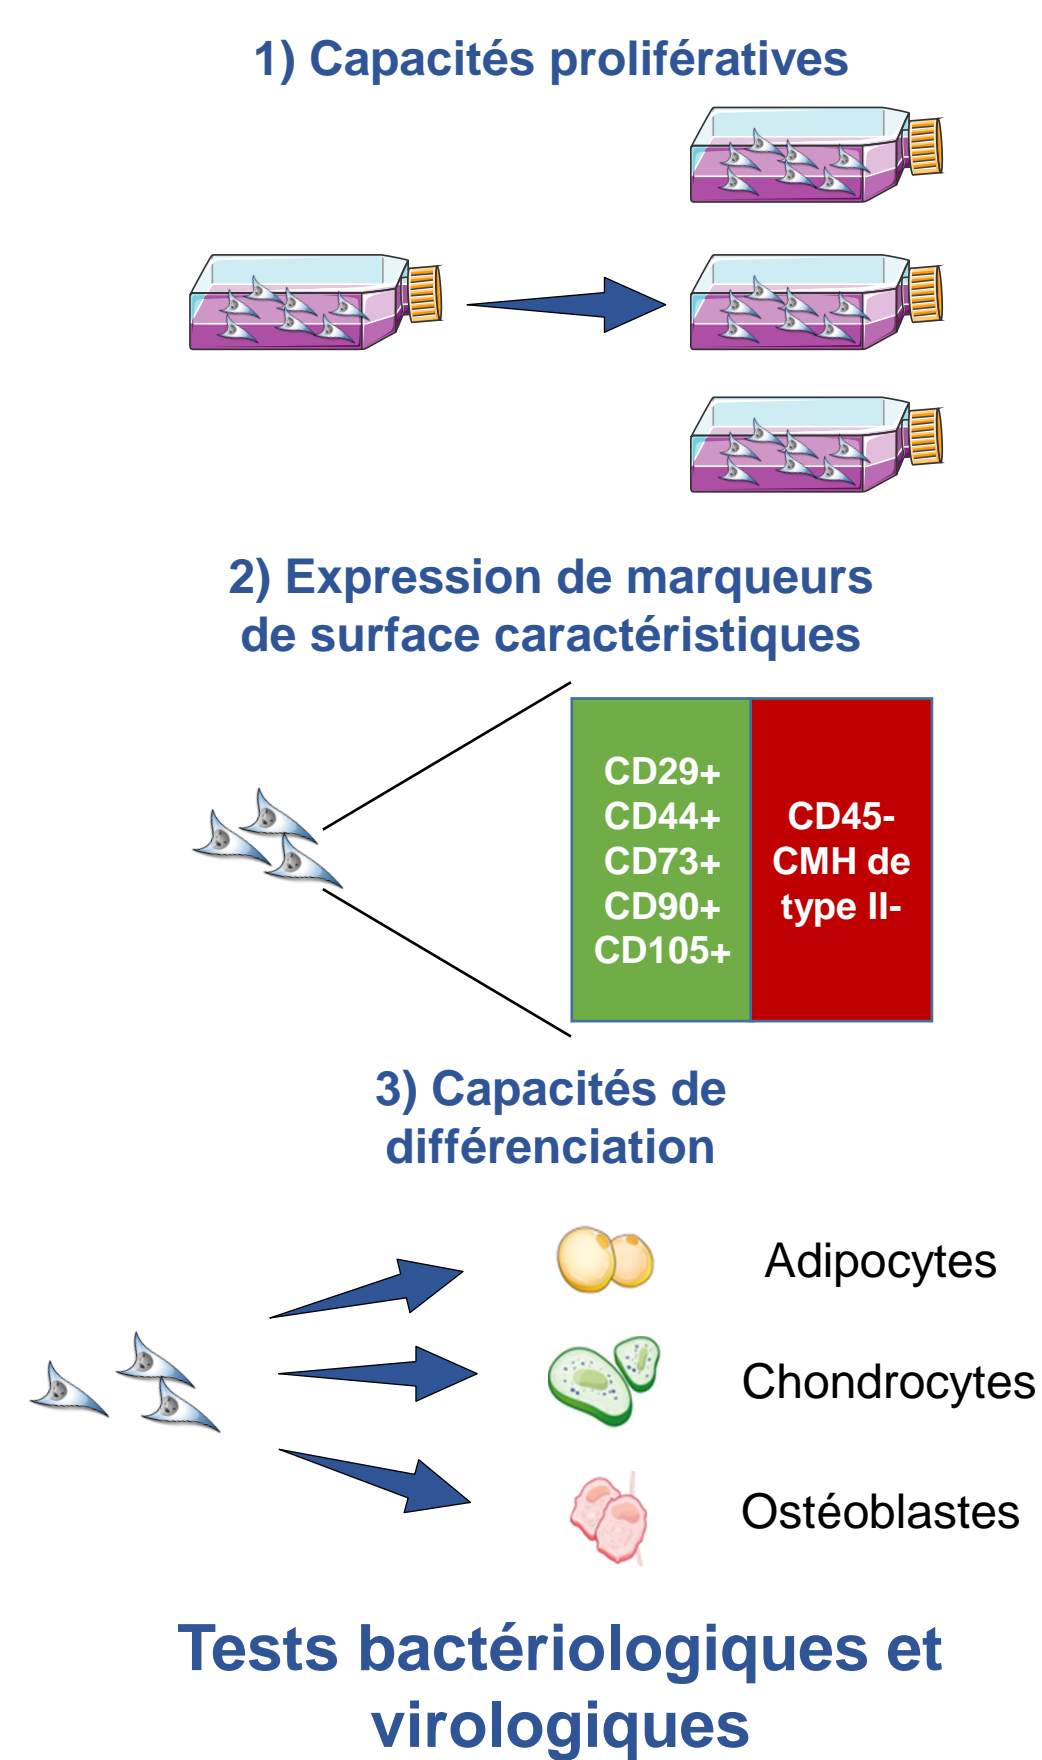 1) Capacités prolifératives
2) Expression de marqueurs
de surface caractéristiques
CD29+
CD44+
CD73+
CD90+
CD105+
CD45-
CMH de
type II-
3) Capacités de
différenciation
Adipocytes
Chondrocytes
Ostéoblastes
Tests bactériologiques et
virologiques